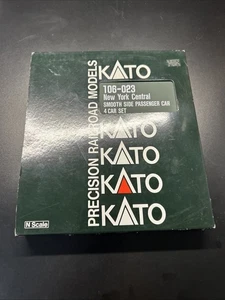 PRECISION RAILROAD MODELS
KATO
106-023
New York Central
SMOOTH SIDE PASSENGER CAR
4 CAR SET
KATO
KATO
KATO
KATO
N Scale